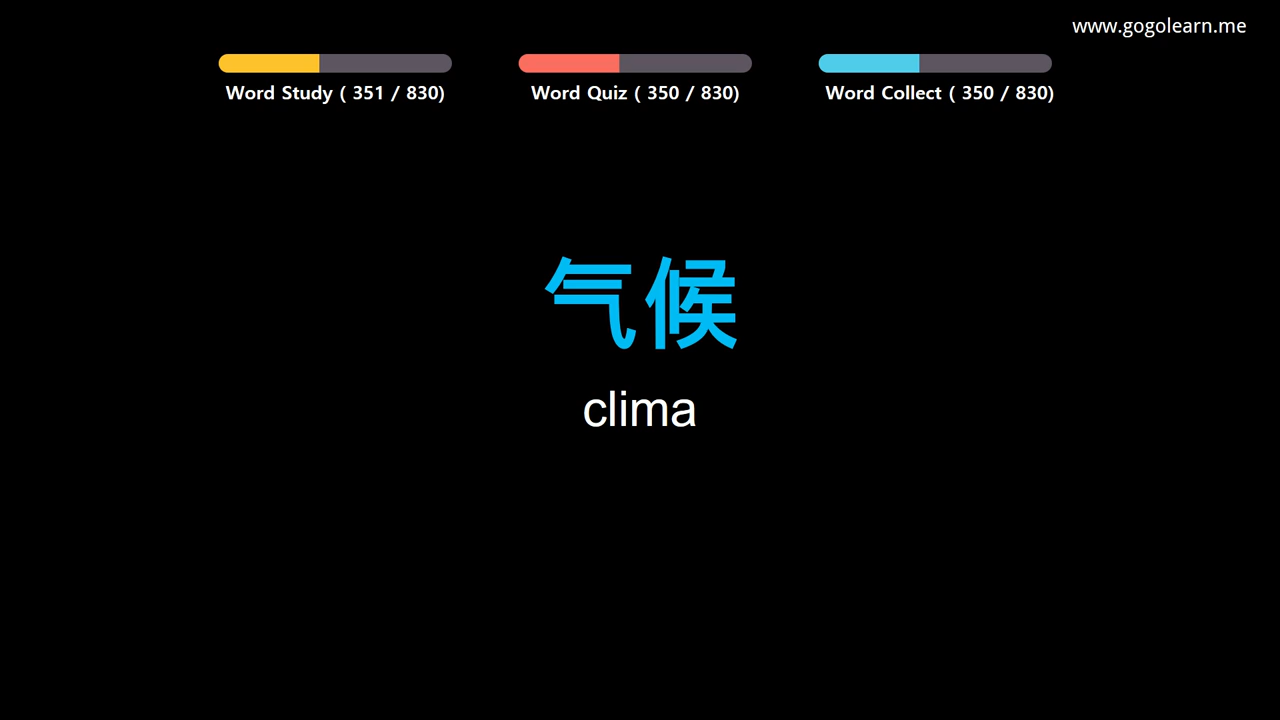 www.gogolearn.me
Word Study ( 351 / 830)
Word Quiz ( 350 / 830)
Word Collect ( 350 / 830)
气候
clima